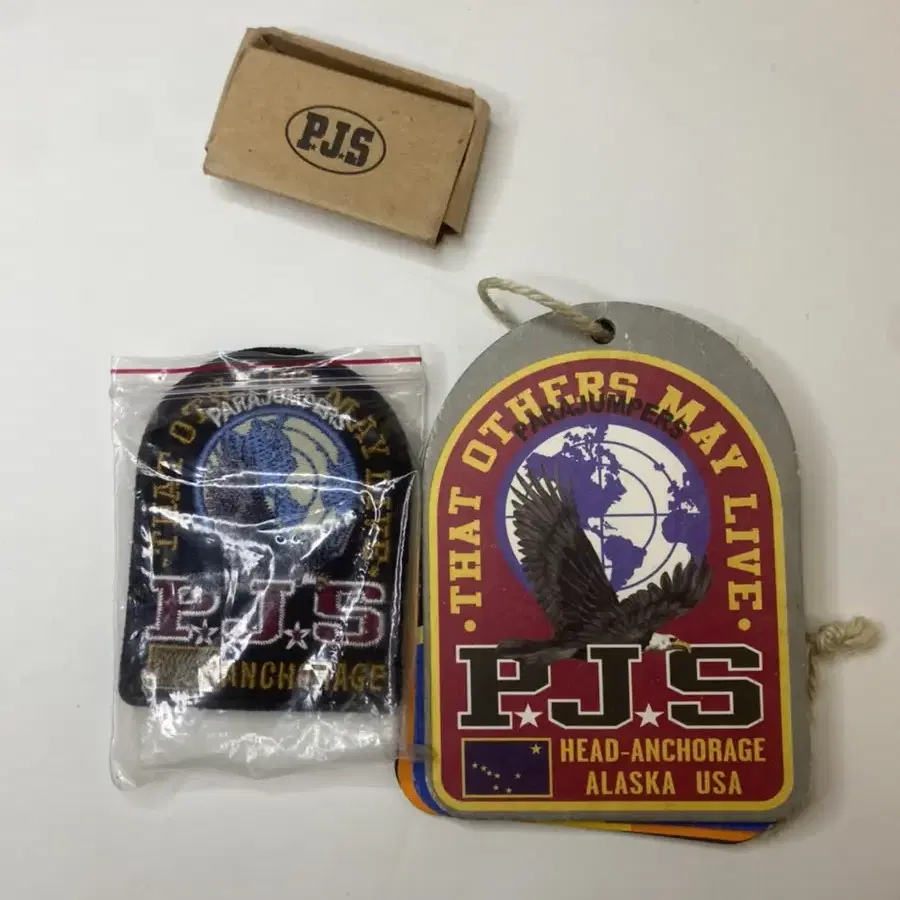 P.J.S
THAT OTHERS MAY LIVE
PARAJUMPERS
P.J.S
ANCHORAGE
THAT OTHERS MAY LIVE
PARAJUMPERS
P.J.S
HEAD-ANCHORAGE
ALASKA USA